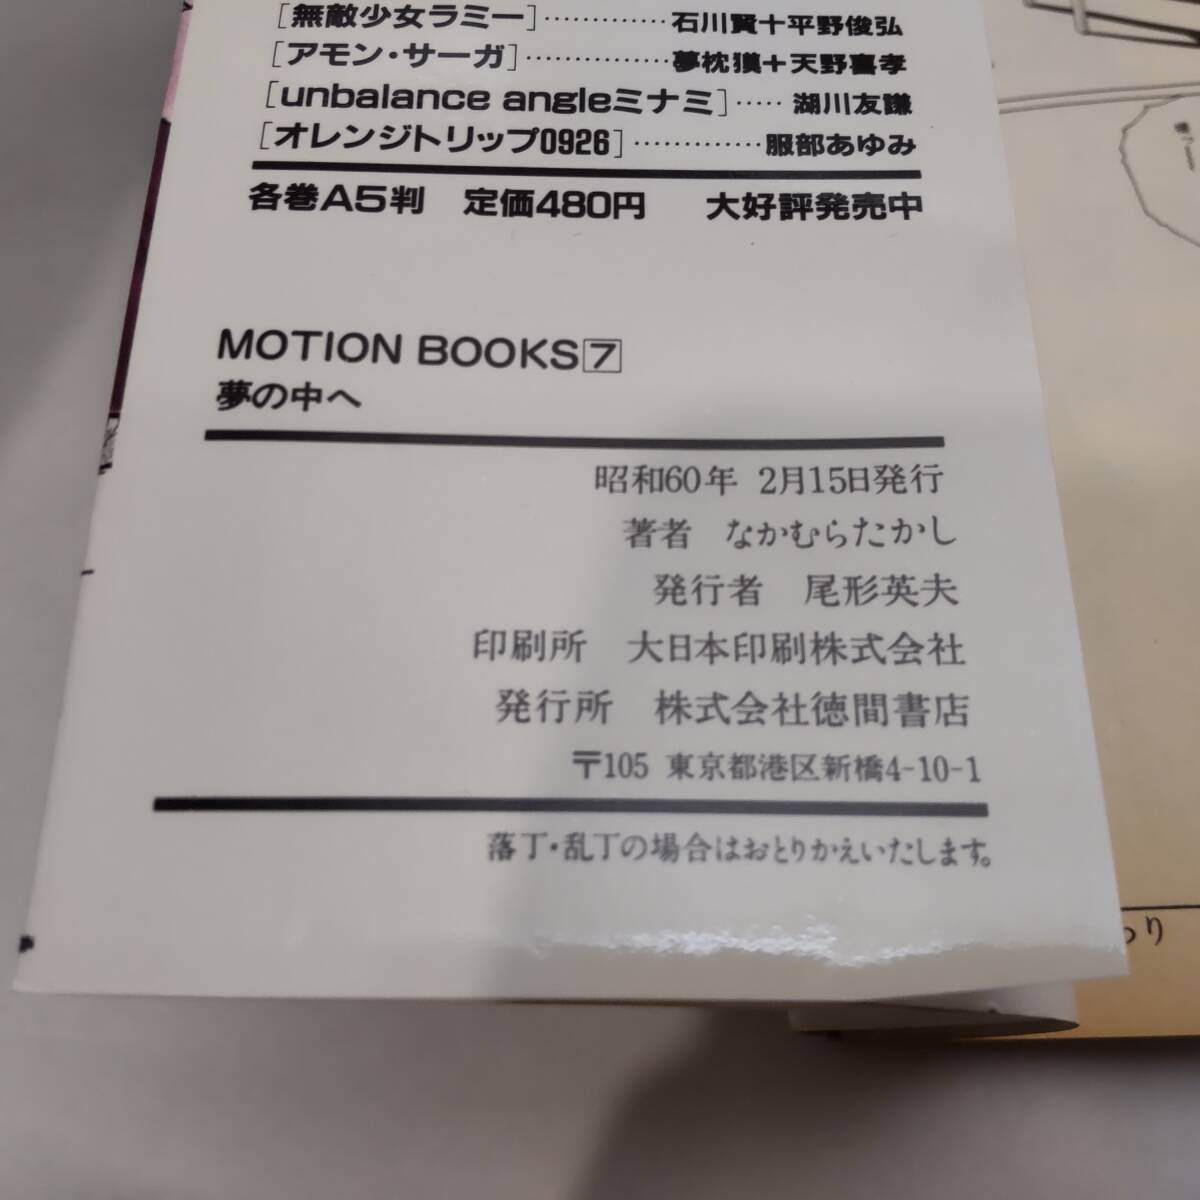 [無敵少女ラミー]…………石川賢＋平野俊弘
[アモン・サーガ]……………夢枕獏＋天野喜孝
[unbalance angleミナミ]……湖川友謙
[オレンジトリップ0926]…………服部あゆみ
各巻A5判　定価480円　大好評発売中
MOTION BOOKS 7
夢の中へ
昭和60年 2月15日発行
著者　なかむらたかし
発行者　尾形英夫
印刷所　大日本印刷株式会社
発行所　株式会社徳間書店
〒105 東京都港区新橋4-10-1
落丁・乱丁の場合はおとりかえいたします。